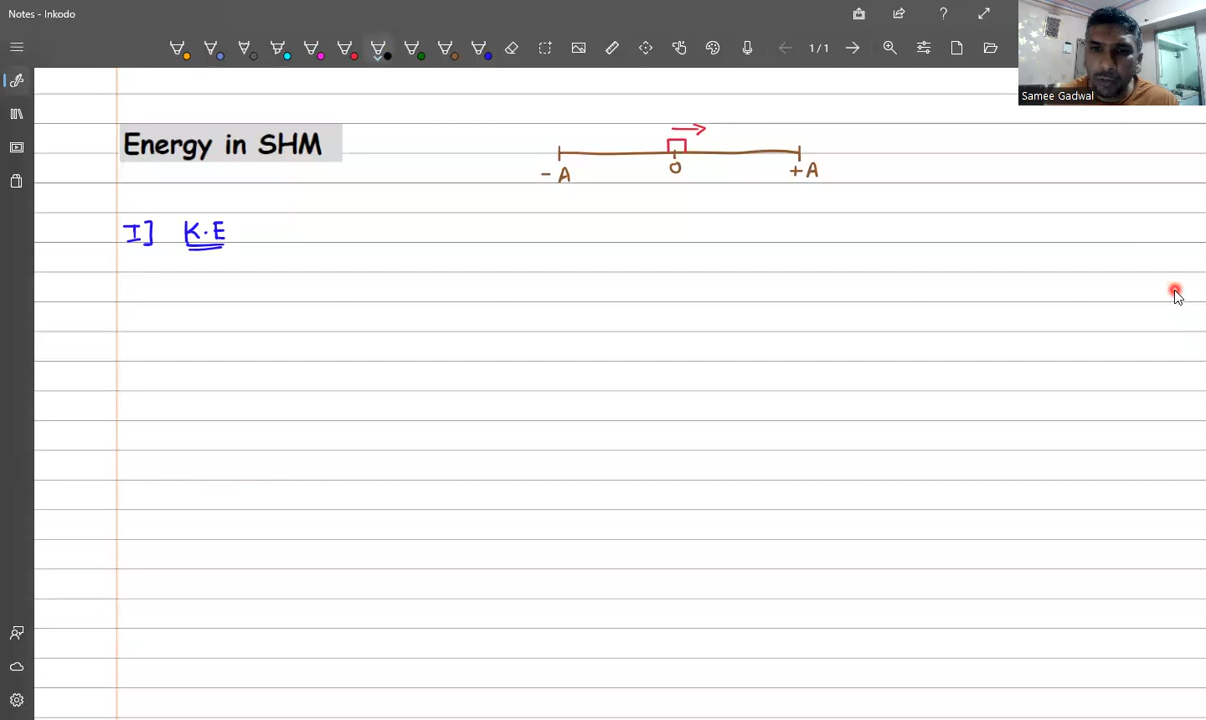 Notes - Inkodo
1 / 1
Samee Gadwal
Energy in SHM
- A O + A
I] K.E